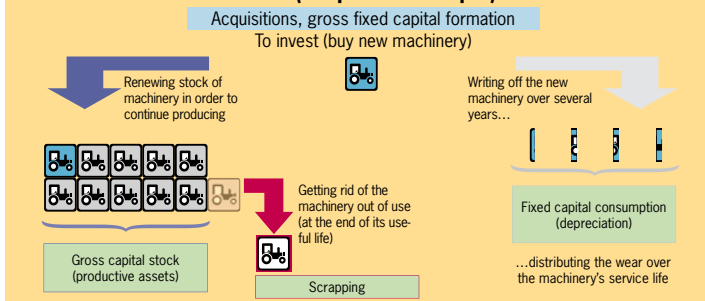 Acquisitions, gross fixed capital formation
To invest (buy new machinery)
Renewing stock of
machinery in order to
continue producing
Writing off the new
machinery over several
years…
Getting rid of the
machinery out of use
(at the end of its use-
ful life)
Fixed capital consumption
(depreciation)
Gross capital stock
(productive assets)
…distributing the wear over
the machinery’s service life
Scrapping